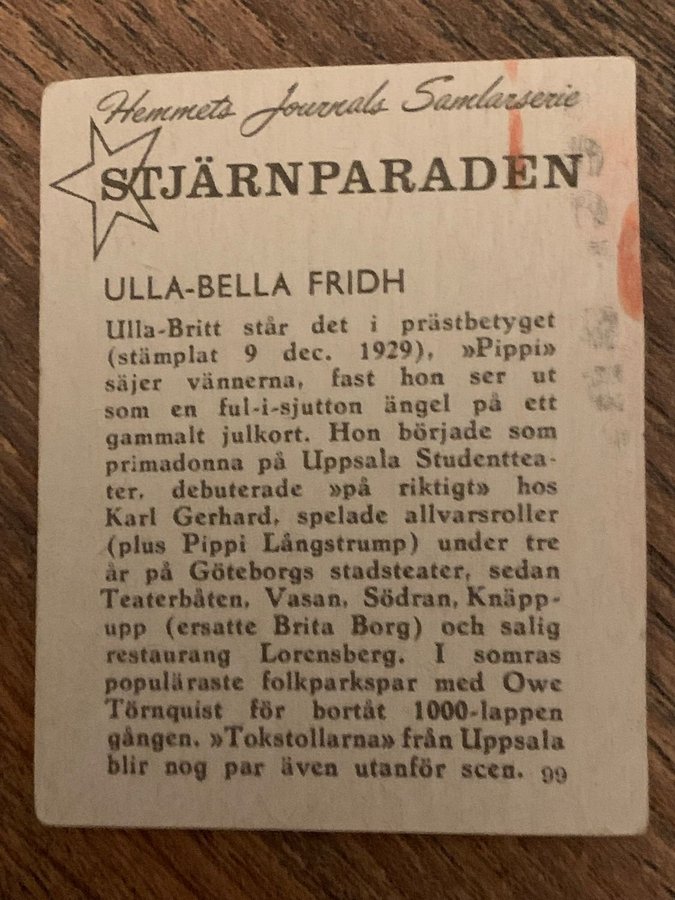 Hemmets Journals Samlarserie
STJÄRNPARADEN
ULLA-BELLA FRIDH
Ulla-Britt står det i prästbetyget
(stämplat 9 dec. 1929), »Pippi»
säjer vännerna, fast hon ser ut
som en ful-i-sjutton ängel på ett
gammalt julkort. Hon började som
primadonna på Uppsala Studenttea-
ter, debuterade »på riktigt» hos
Karl Gerhard, spelade allvarsroller
(plus Pippi Långstrump) under tre
år på Göteborgs stadsteater, sedan
Teaterbåten, Vasan, Södran, Knäpp-
upp (ersatte Brita Borg) och salig
restaurang Lorensberg. I somras
populäraste folkparkspar med Owe
Törnquist för bortåt 1000-lappen
gången. »Tokstollarna» från Uppsala
blir nog par även utanför scen. 99